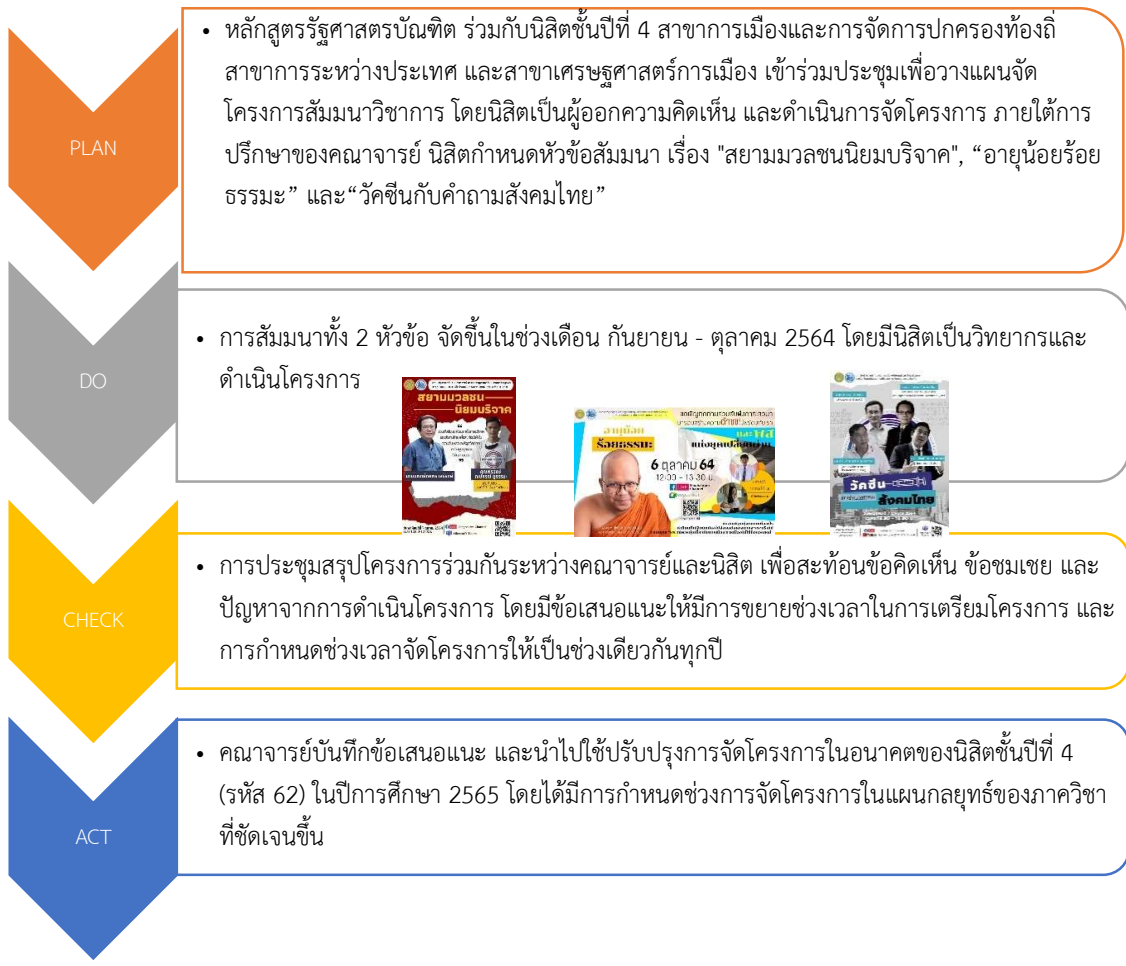 PLAN
• หลักสูตรรัฐศาสตรบัณฑิต ร่วมกับนิสิตชั้นปีที่ 4 สาขาการเมืองและการจัดการปกครองท้องถิ่
สาขาการระหว่างประเทศ และสาขาเศรษฐศาสตร์การเมือง เข้าร่วมประชุมเพื่อวางแผนจัด
โครงการสัมมนาวิชาการ โดยนิสิตเป็นผู้ออกความคิดเห็น และดำเนินการจัดโครงการ ภายใต้การ
ปรึกษาของคณาจารย์ นิสิตกำหนดหัวข้อสัมมนา เรื่อง "สยามมวลชนนิยมบริจาค", “อายุน้อยร้อย
ธรรมะ” และ“วัคซีนกับคำถามสังคมไทย”
DO
• การสัมมนาทั้ง 2 หัวข้อ จัดขึ้นในช่วงเดือน กันยายน - ตุลาคม 2564 โดยมีนิสิตเป็นวิทยากรและ
ดำเนินโครงการ
สยามมวลชน
นิยมบริจาค
อายุน้อย
ร้อยธรรมะ
6 ตุลาคม 64
วัคซีน
สังคมไทย
CHECK
• การประชุมสรุปโครงการร่วมกันระหว่างคณาจารย์และนิสิต เพื่อสะท้อนข้อคิดเห็น ข้อชมเชย และ
ปัญหาจากการดำเนินโครงการ โดยมีข้อเสนอแนะให้มีการขยายช่วงเวลาในการเตรียมโครงการ และ
การกำหนดช่วงเวลาจัดโครงการให้เป็นช่วงเดียวกันทุกปี
ACT
• คณาจารย์บันทึกข้อเสนอแนะ และนำไปใช้ปรับปรุงการจัดโครงการในอนาคตของนิสิตชั้นปีที่ 4
(รหัส 62) ในปีการศึกษา 2565 โดยได้มีการกำหนดช่วงการจัดโครงการในแผนกลยุทธ์ของภาควิชา
ที่ชัดเจนขึ้น